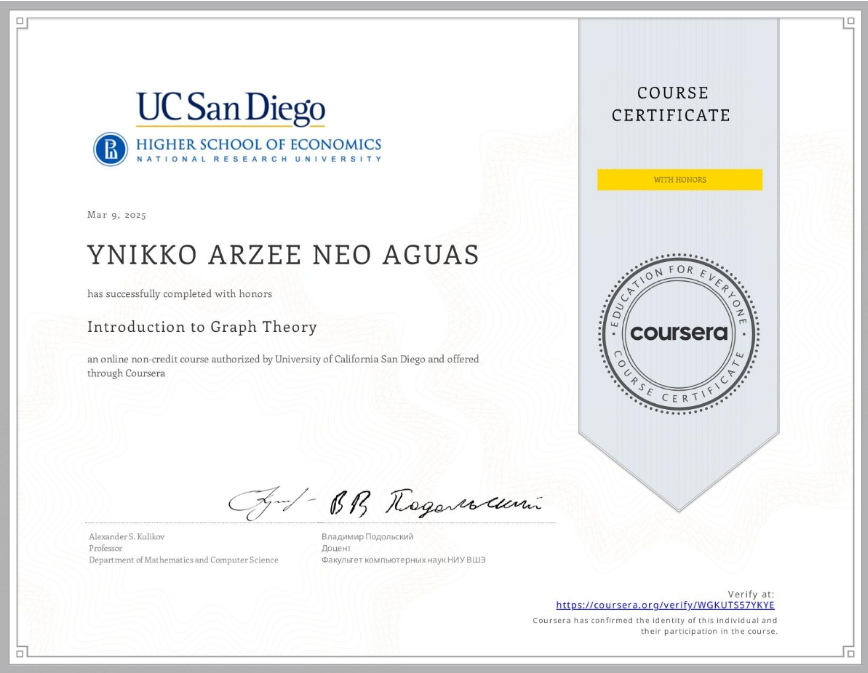 UC San Diego
HIGHER SCHOOL OF ECONOMICS
NATIONAL RESEARCH UNIVERSITY
COURSE
CERTIFICATE
WITH HONORS
Mar 9, 2025
YNIKKO ARZEE NEO AGUAS
has successfully completed with honors
Introduction to Graph Theory
an online non-credit course authorized by University of California San Diego and offered
through Coursera
EDUCATION FOR EVERYONE
coursera
COURSE CERTIFICATE
ВВ Подольский
Alexander S. Kulikov
Professor
Department of Mathematics and Computer Science
Владимир Подольский
Доцент
Факультет компьютерных наук НИУ ВШЭ
Verify at:
https://coursera.org/verify/WGKUTS57YKYE
Coursera has confirmed the identity of this individual and
their participation in the course.